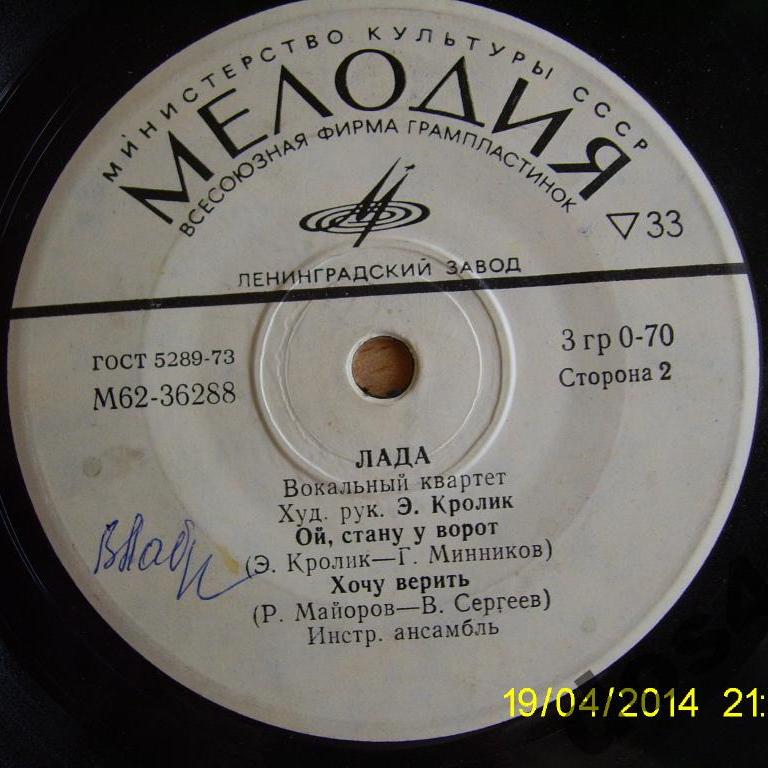 МИНИСТЕРСТВО КУЛЬТУРЫ СССР
МЕЛОДИЯ
ВСЕСОЮЗНАЯ ФИРМА ГРАМПЛАСТИНОК
▽33
ЛЕНИНГРАДСКИЙ ЗАВОД
ГОСТ 5289-73
М62-36288
3 гр 0-70
Сторона 2
ЛАДА
Вокальный квартет
Худ. рук. Э. Кролик
Ой, стану у ворот
(Э. Кролик—Г. Минников)
Хочу верить
(Р. Майоров—В. Сергеев)
Инстр. ансамбль
19/04/2014 21: